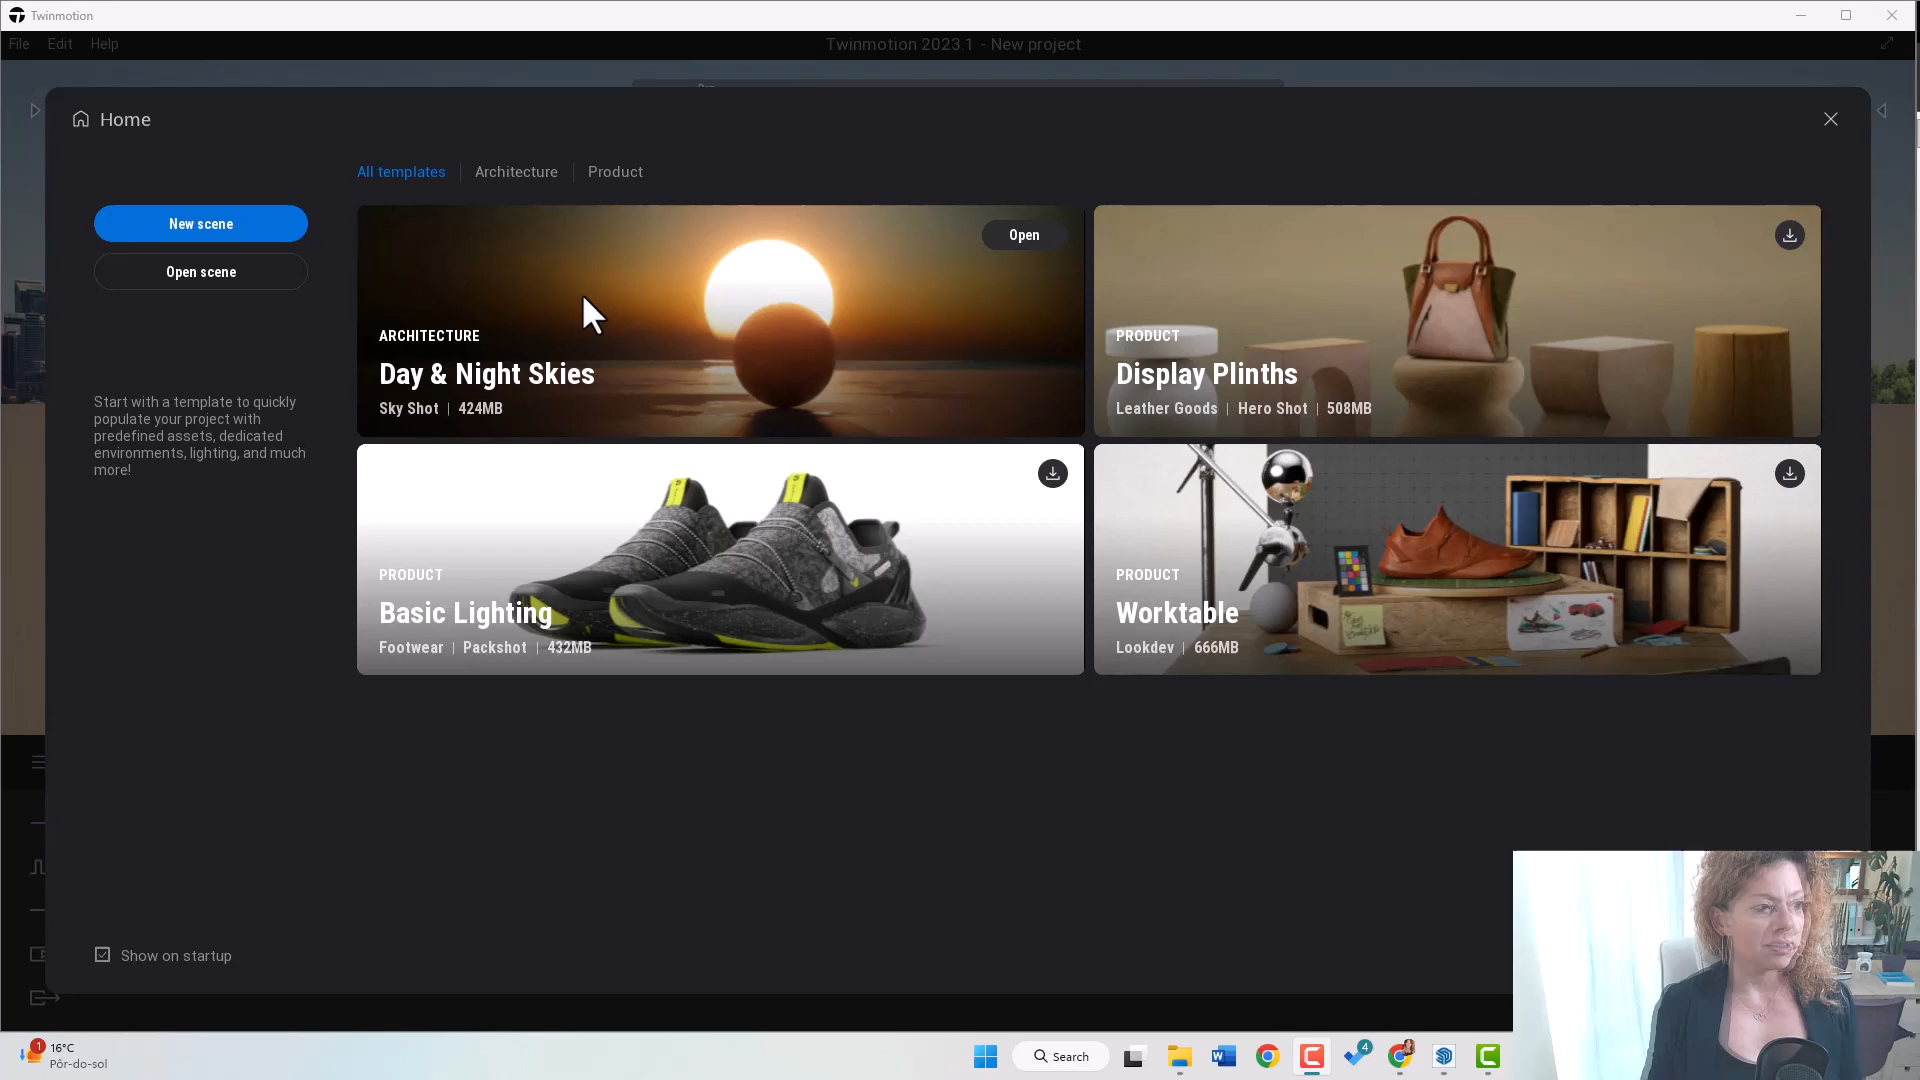 Twinmotion
File Edit Help
Twinmotion 2023.1 - New project
Home
All templates | Architecture | Product
New scene
Open scene
Start with a template to quickly
populate your project with
predefined assets, dedicated
environments, lighting, and much
more!
Open
ARCHITECTURE
Day & Night Skies
Sky Shot | 424MB
PRODUCT
Display Plinths
Leather Goods | Hero Shot | 508MB
PRODUCT
Basic Lighting
Footwear | Packshot | 432MB
PRODUCT
Worktable
Lookdev | 666MB
Show on startup
1
16°C
Pôr-do-sol
Search
4